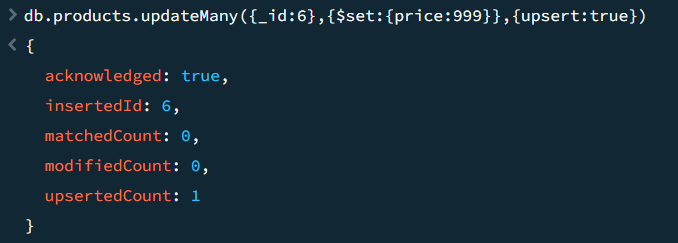 > db.products.updateMany({_id:6},{$set:{price:999}},{upsert:true})
< {
acknowledged: true,
insertedId: 6,
matchedCount: 0,
modifiedCount: 0,
upsertedCount: 1
}